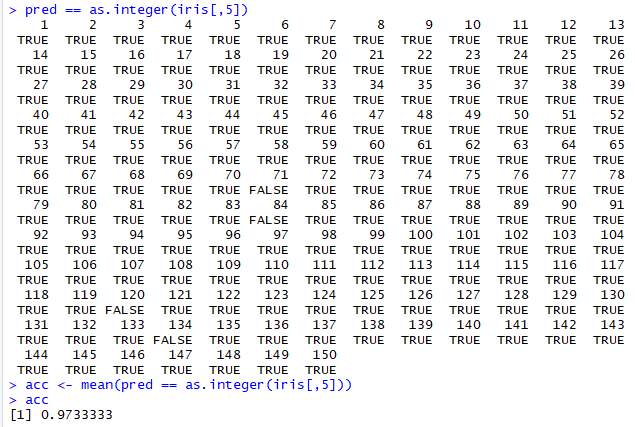 > pred == as.integer(iris[,5])
1 2 3 4 5 6 7 8 9 10 11 12 13
TRUE TRUE TRUE TRUE TRUE TRUE TRUE TRUE TRUE TRUE TRUE TRUE TRUE
14 15 16 17 18 19 20 21 22 23 24 25 26
TRUE TRUE TRUE TRUE TRUE TRUE TRUE TRUE TRUE TRUE TRUE TRUE TRUE
27 28 29 30 31 32 33 34 35 36 37 38 39
TRUE TRUE TRUE TRUE TRUE TRUE TRUE TRUE TRUE TRUE TRUE TRUE TRUE
40 41 42 43 44 45 46 47 48 49 50 51 52
TRUE TRUE TRUE TRUE TRUE TRUE TRUE TRUE TRUE TRUE TRUE TRUE TRUE
53 54 55 56 57 58 59 60 61 62 63 64 65
TRUE TRUE TRUE TRUE TRUE TRUE TRUE TRUE TRUE TRUE TRUE TRUE TRUE
66 67 68 69 70 71 72 73 74 75 76 77 78
TRUE TRUE TRUE TRUE TRUE FALSE TRUE TRUE TRUE TRUE TRUE TRUE TRUE
79 80 81 82 83 84 85 86 87 88 89 90 91
TRUE TRUE TRUE TRUE TRUE FALSE TRUE TRUE TRUE TRUE TRUE TRUE TRUE
92 93 94 95 96 97 98 99 100 101 102 103 104
TRUE TRUE TRUE TRUE TRUE TRUE TRUE TRUE TRUE TRUE TRUE TRUE TRUE
105 106 107 108 109 110 111 112 113 114 115 116 117
TRUE TRUE TRUE TRUE TRUE TRUE TRUE TRUE TRUE TRUE TRUE TRUE TRUE
118 119 120 121 122 123 124 125 126 127 128 129 130
TRUE TRUE FALSE TRUE TRUE TRUE TRUE TRUE TRUE TRUE TRUE TRUE TRUE
131 132 133 134 135 136 137 138 139 140 141 142 143
TRUE TRUE TRUE FALSE TRUE TRUE TRUE TRUE TRUE TRUE TRUE TRUE TRUE
144 145 146 147 148 149 150
TRUE TRUE TRUE TRUE TRUE TRUE TRUE
> acc <- mean(pred == as.integer(iris[,5]))
> acc
[1] 0.9733333